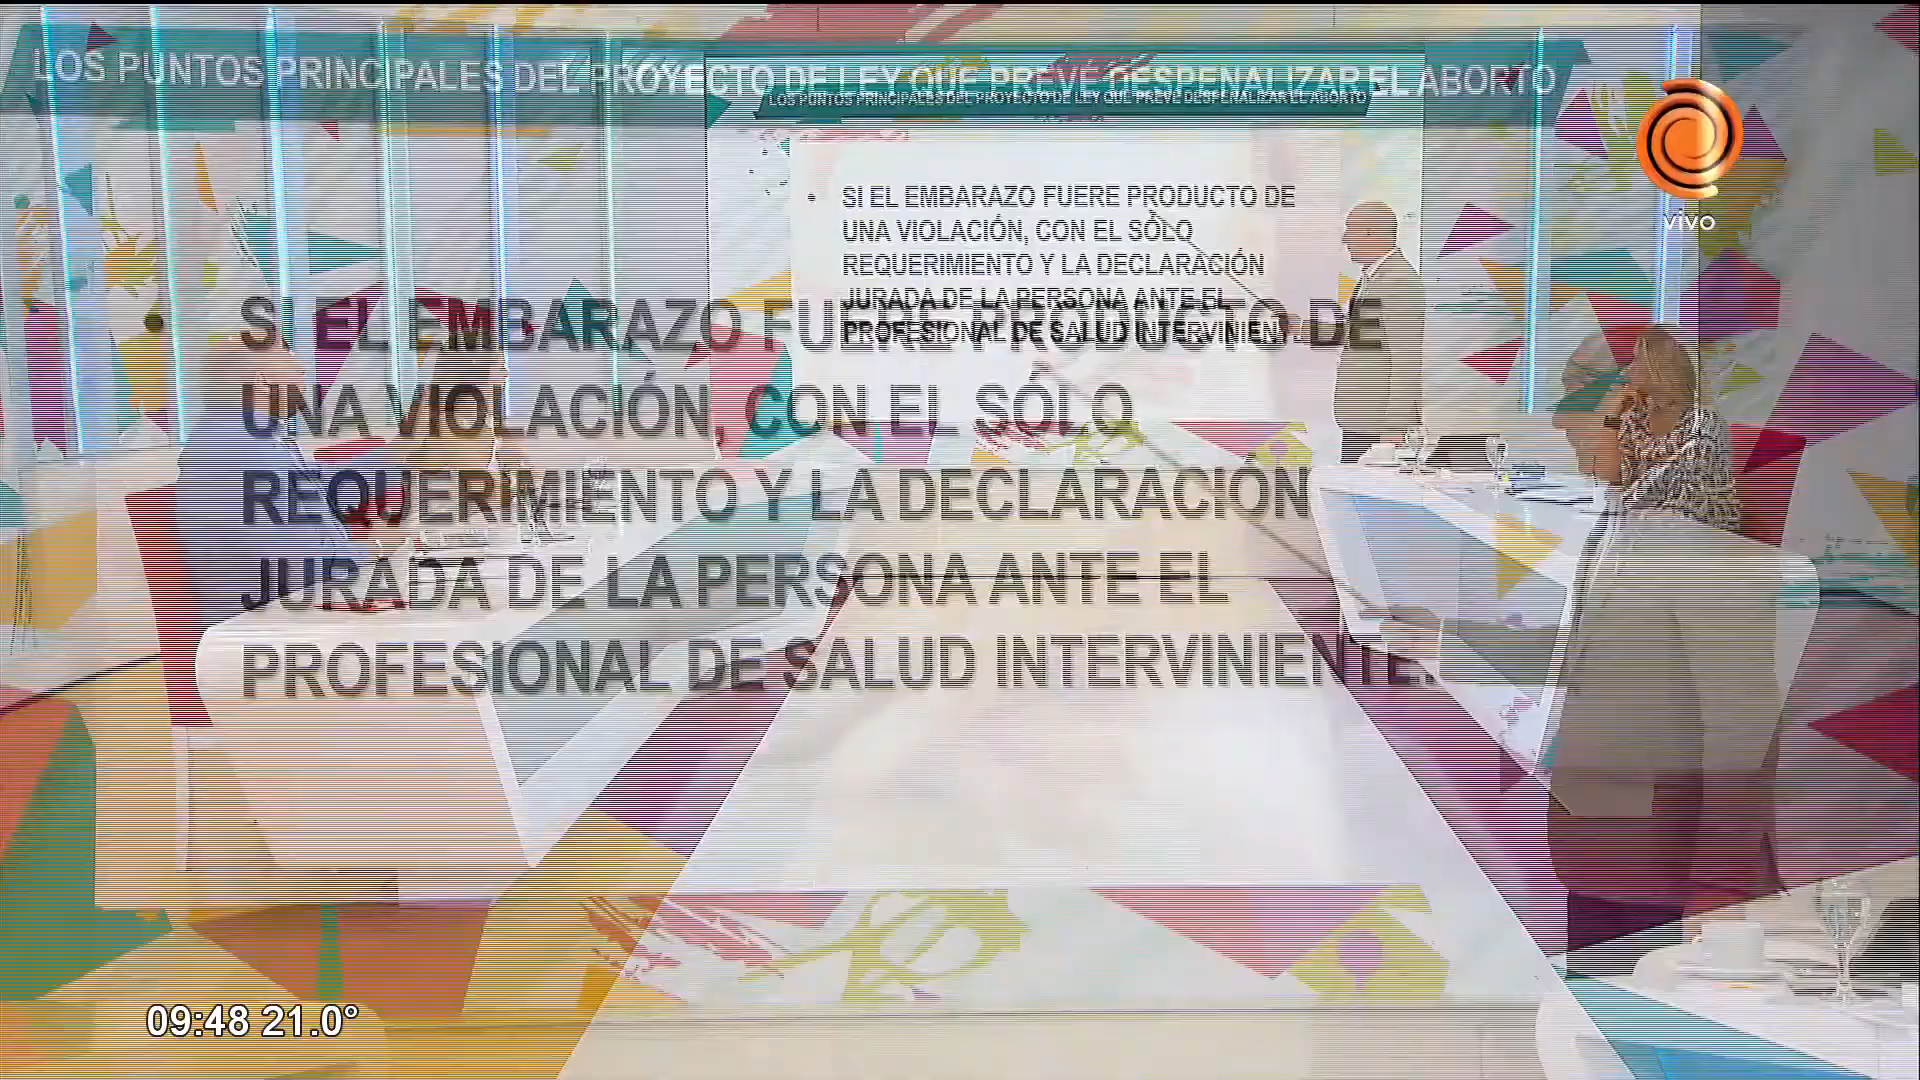 LOS PUNTOS PRINCIPALES DEL PROYECTO DE LEY QUE PREVÉ DESPENALIZAR EL ABORTO
LOS PUNTOS PRINCIPALES DEL PROYECTO DE LEY QUE PREVÉ DESPENALIZAR EL ABORTO
vivo
• SI EL EMBARAZO FUERE PRODUCTO DE
UNA VIOLACIÓN, CON EL SÓLO
REQUERIMIENTO Y LA DECLARACIÓN
JURADA DE LA PERSONA ANTE EL
PROFESIONAL DE SALUD INTERVINIENTE.
• SI EL EMBARAZO FUERE PRODUCTO DE
UNA VIOLACIÓN, CON EL SÓLO
REQUERIMIENTO Y LA DECLARACIÓN
JURADA DE LA PERSONA ANTE EL
PROFESIONAL DE SALUD INTERVINIENTE.
09:48 21.0°